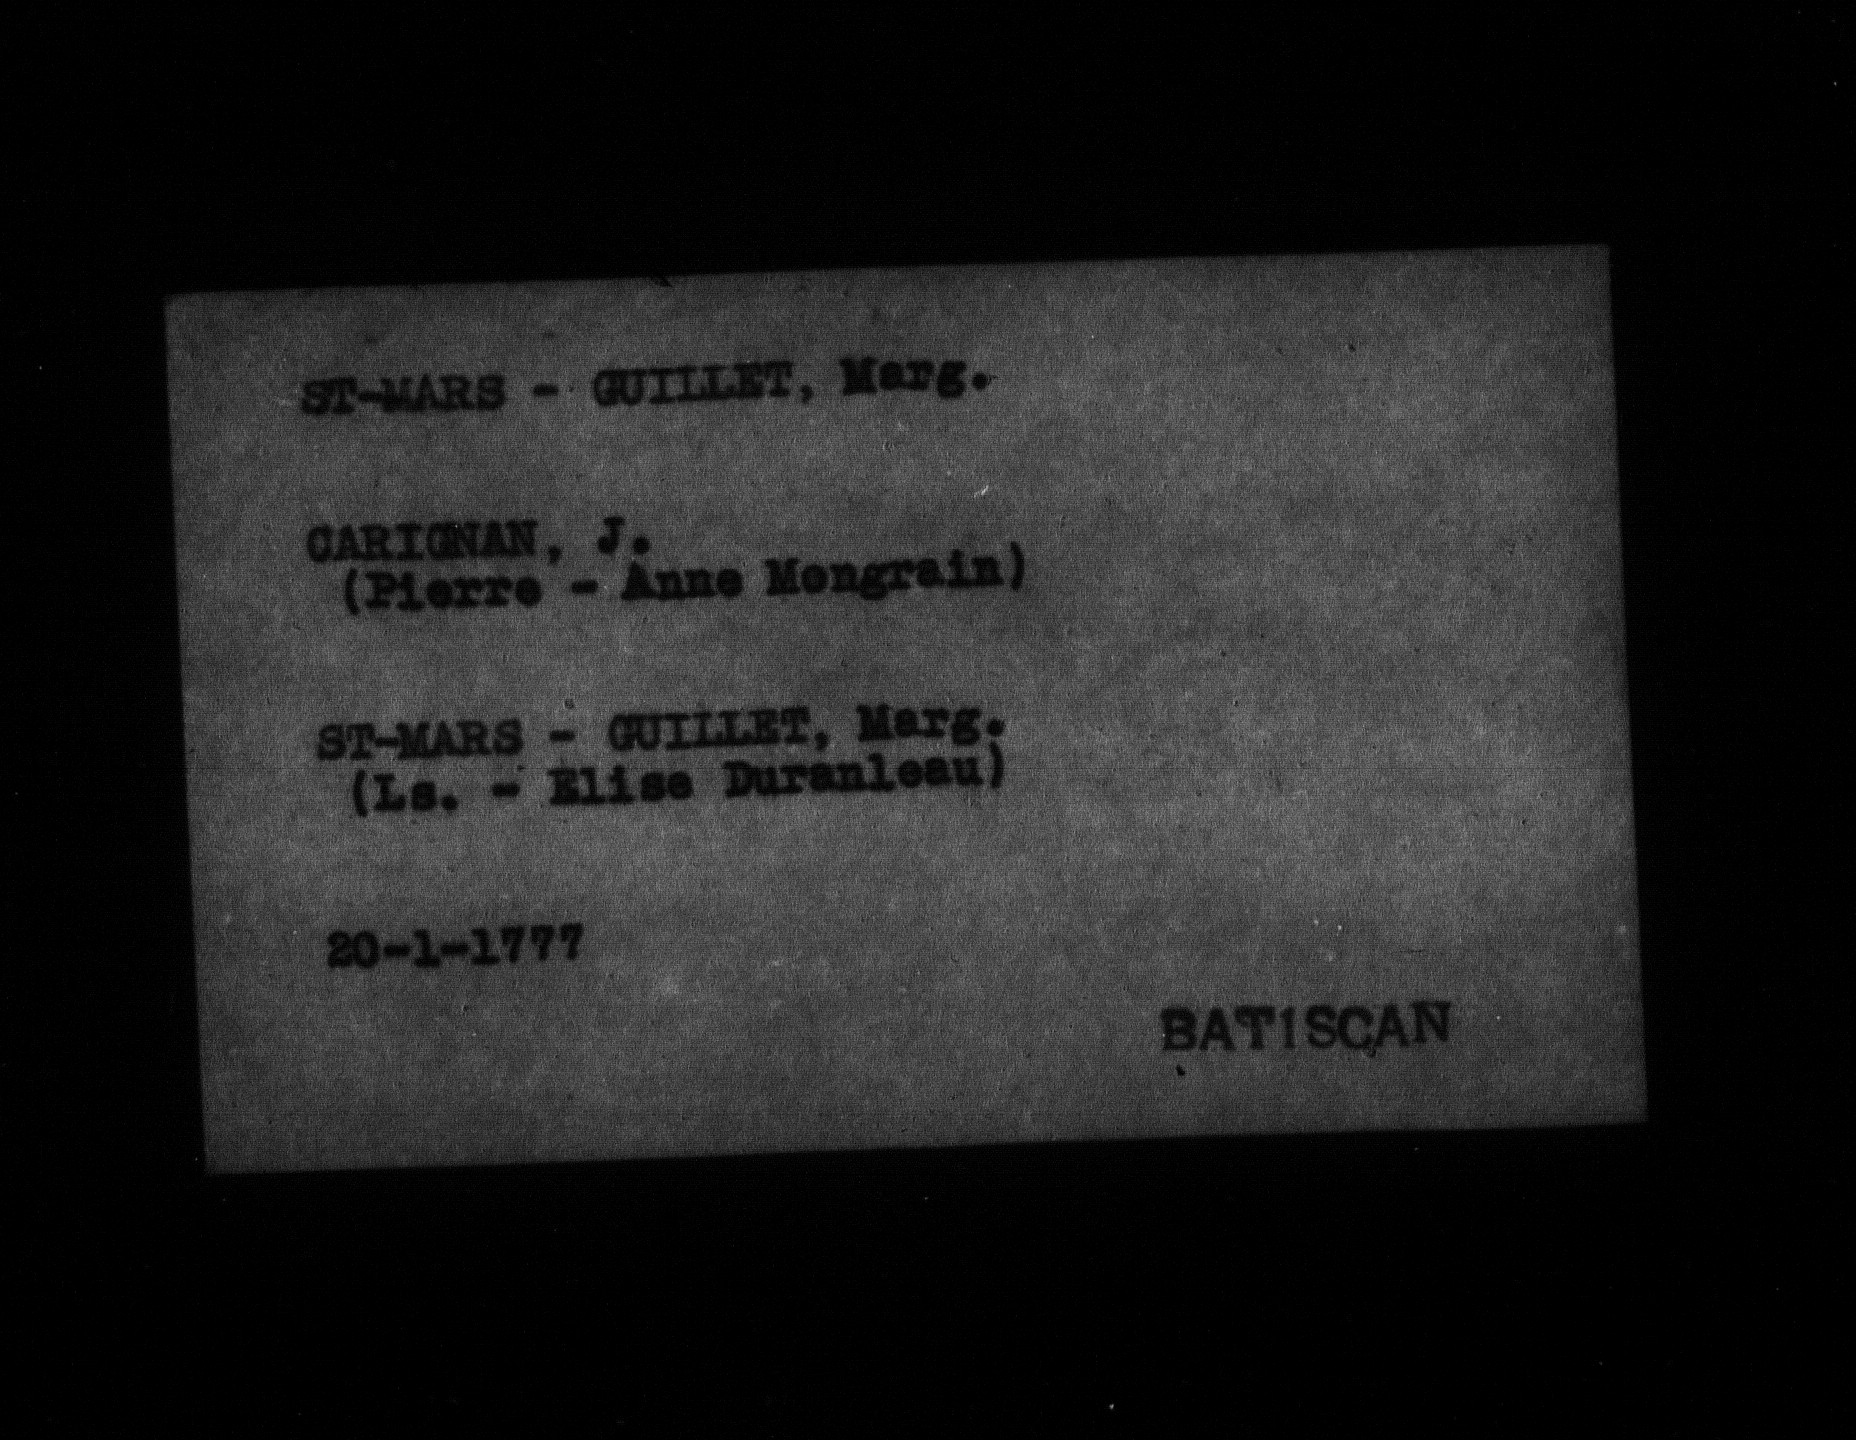 ST-MARS - GUILLET, Marg.
CARIGNAN, J.
(Pierre - Anne Mongrain)
ST-MARS - GUILLET, Marg.
(Ls. - Elise Duranleau)
20-1-1777
BATISCAN